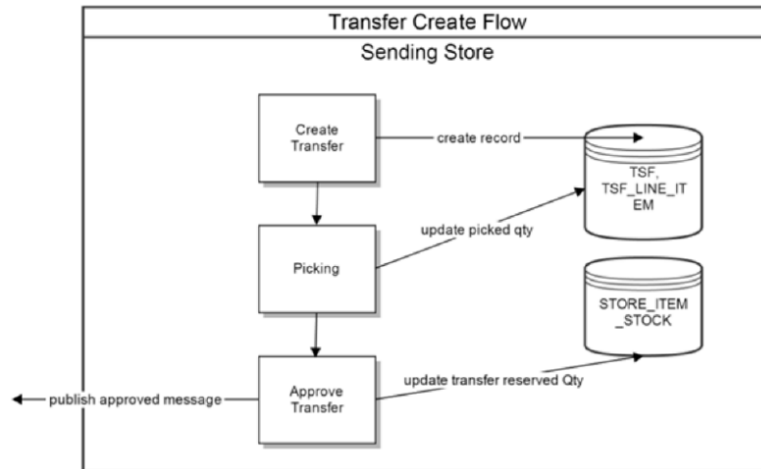 Transfer Create Flow
Sending Store
Create
Transfer
create record
TSF,
TSF_LINE_IT
EM
update picked qty
Picking
STORE_ITEM
_STOCK
Approve
Transfer
update transfer reserved Qty
publish approved message